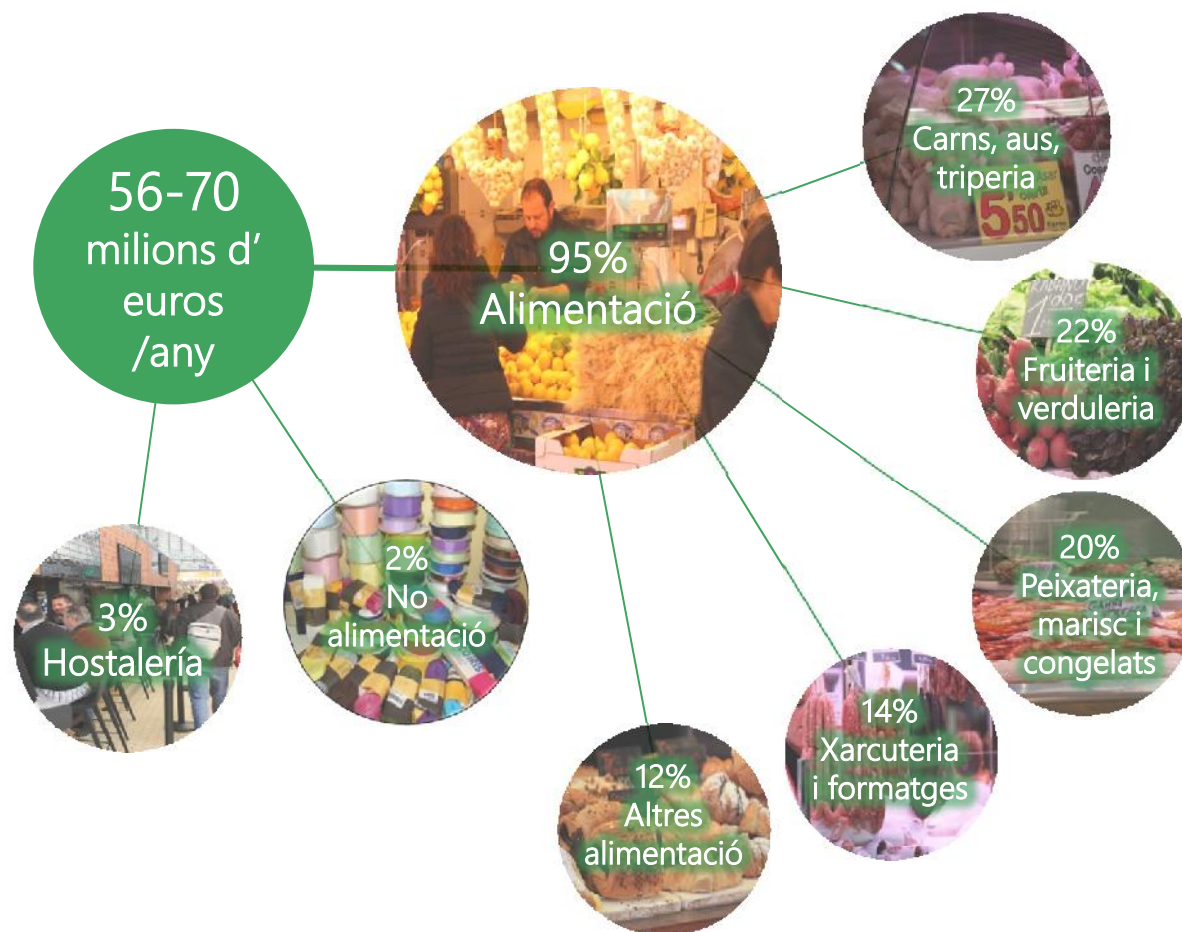 56-70
milions d'
euros
/any
95%
Alimentació
27%
Carns, aus,
triperia
5'50
22%
Fruiteria i
verduleria
20%
Peixateria,
marisc i
congelats
14%
Xarcuteria
i formatges
12%
Altres
alimentació
2%
No
alimentació
3%
Hostalería